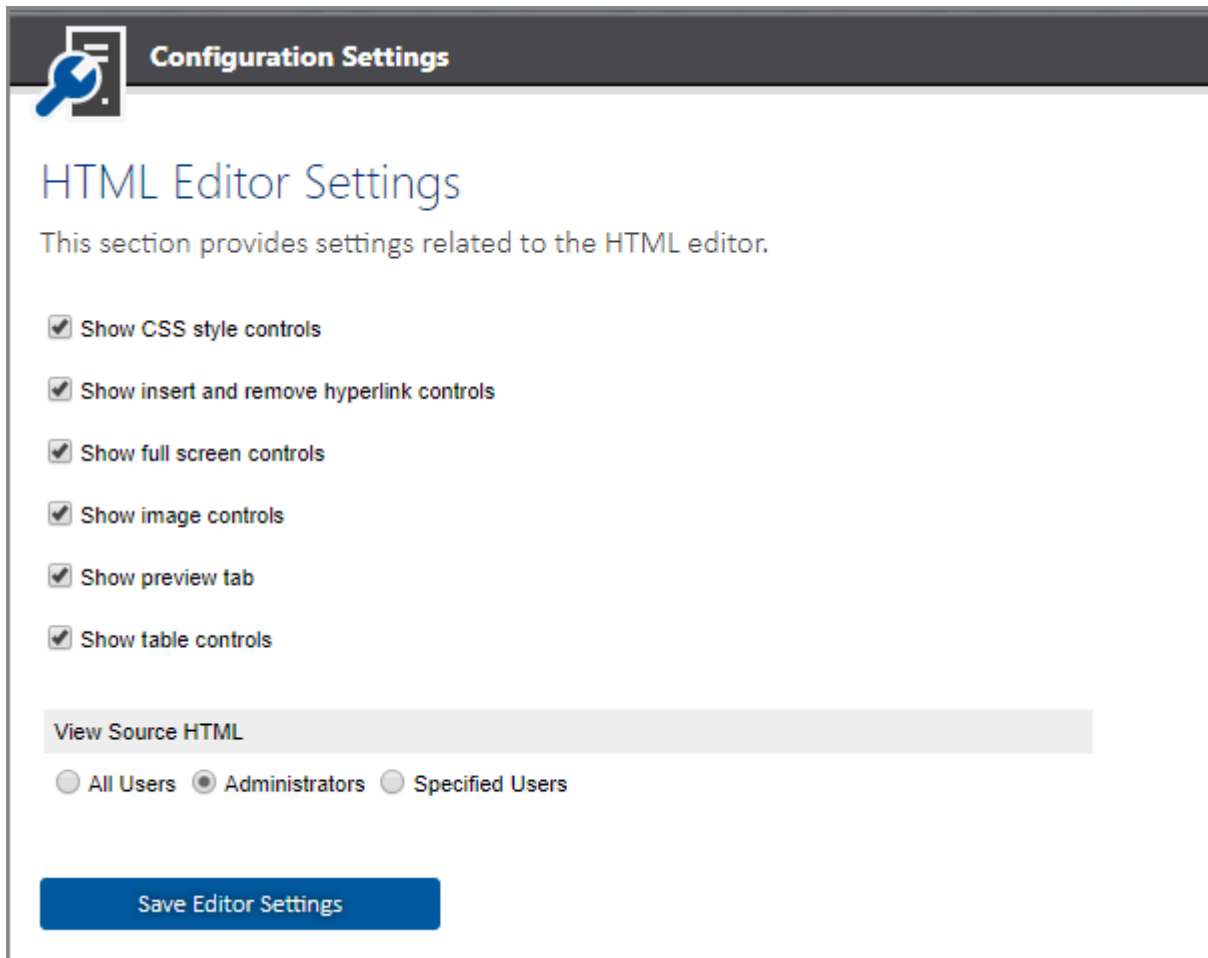 Configuration Settings
HTML Editor Settings
This section provides settings related to the HTML editor.
Show CSS style controls
Show insert and remove hyperlink controls
Show full screen controls
Show image controls
Show preview tab
Show table controls
View Source HTML
All Users Administrators Specified Users
Save Editor Settings